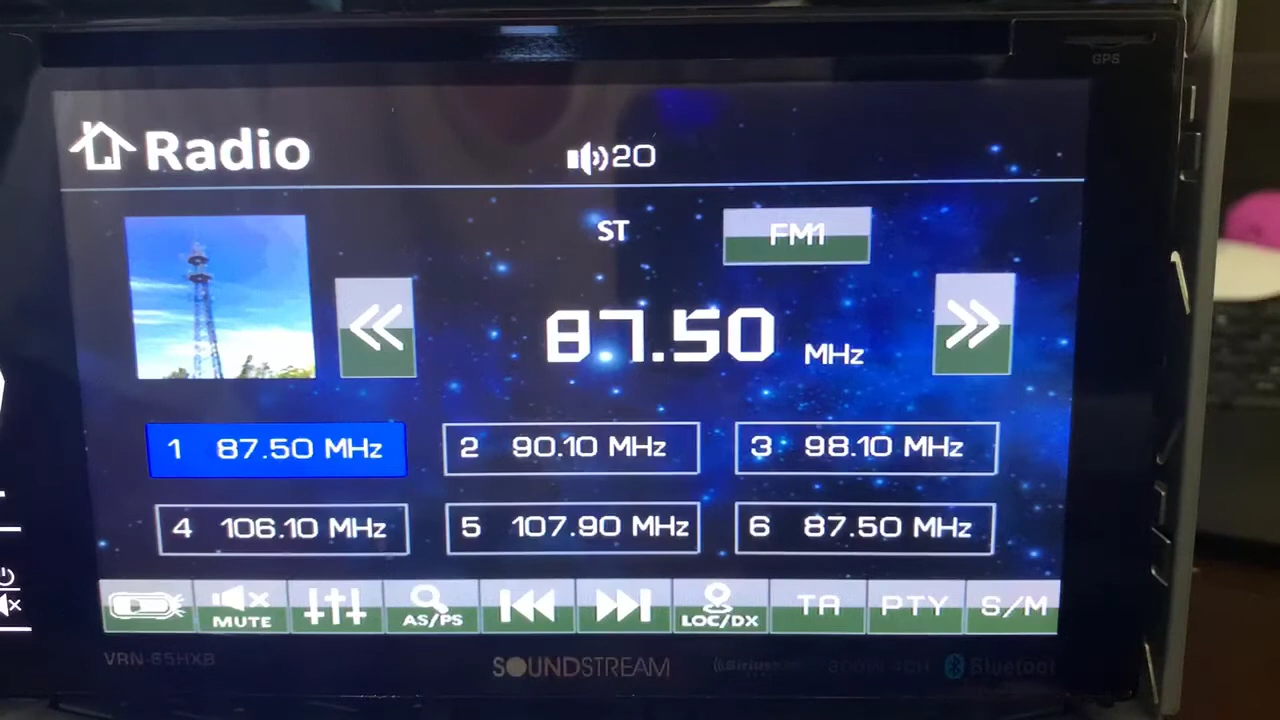 GPS
Radio
20
ST
FM1
87.50 MHz
1 87.50 MHz
2 90.10 MHz
3 98.10 MHz
4 106.10 MHz
5 107.90 MHz
6 87.50 MHz
MUTE
AS/PS
LOC/DX
TA
PTY
S/M
VRN-65HXB
SOUNDSTREAM
SiriusXM
Bluetooth